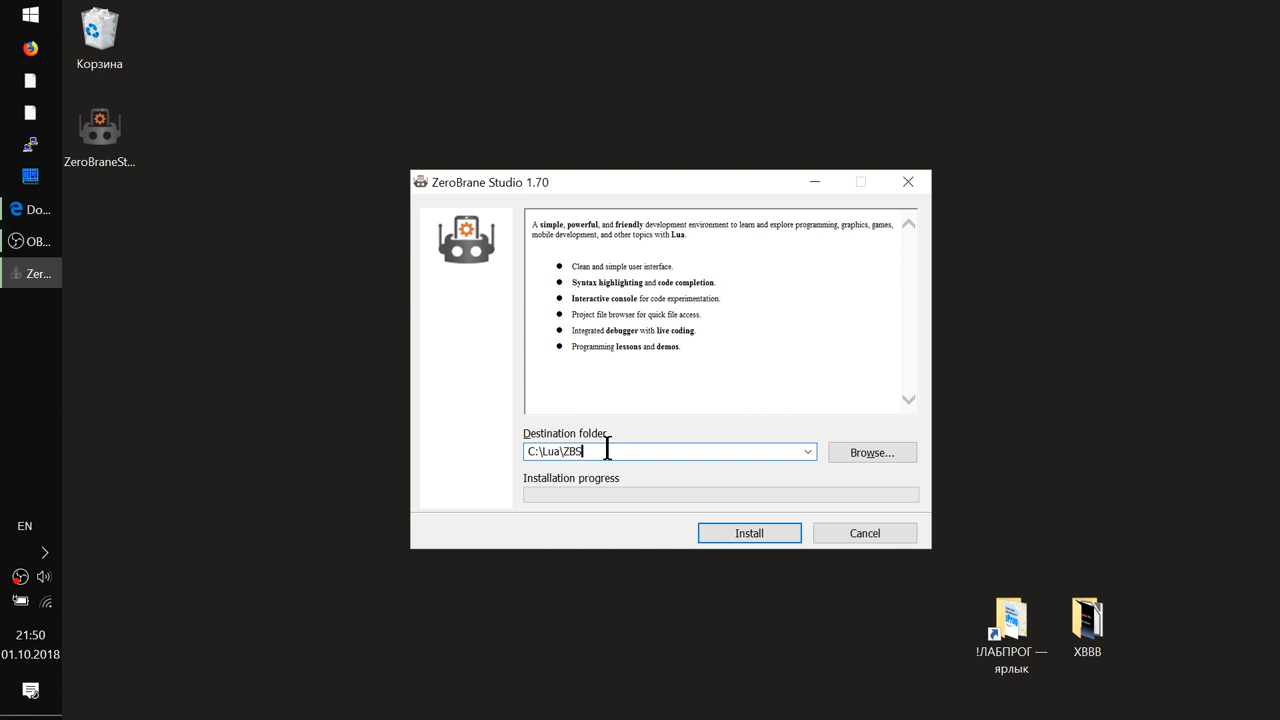 Корзина
ZeroBraneSt...
Do...
OB...
Zer...
EN
21:50
01.10.2018
ZeroBrane Studio 1.70
A simple, powerful, and friendly development environment to learn and explore programming, graphics, games,
mobile development, and other topics with Lua.
Clean and simple user interface.
Syntax highlighting and code completion.
Interactive console for code experimentation.
Project file browser for quick file access.
Integrated debugger with live coding.
Programming lessons and demos.
Destination folder
C:\Lua\ZBS
Browse...
Installation progress
Install
Cancel
!ЛАБПРОГ —
ярлык
XBBB